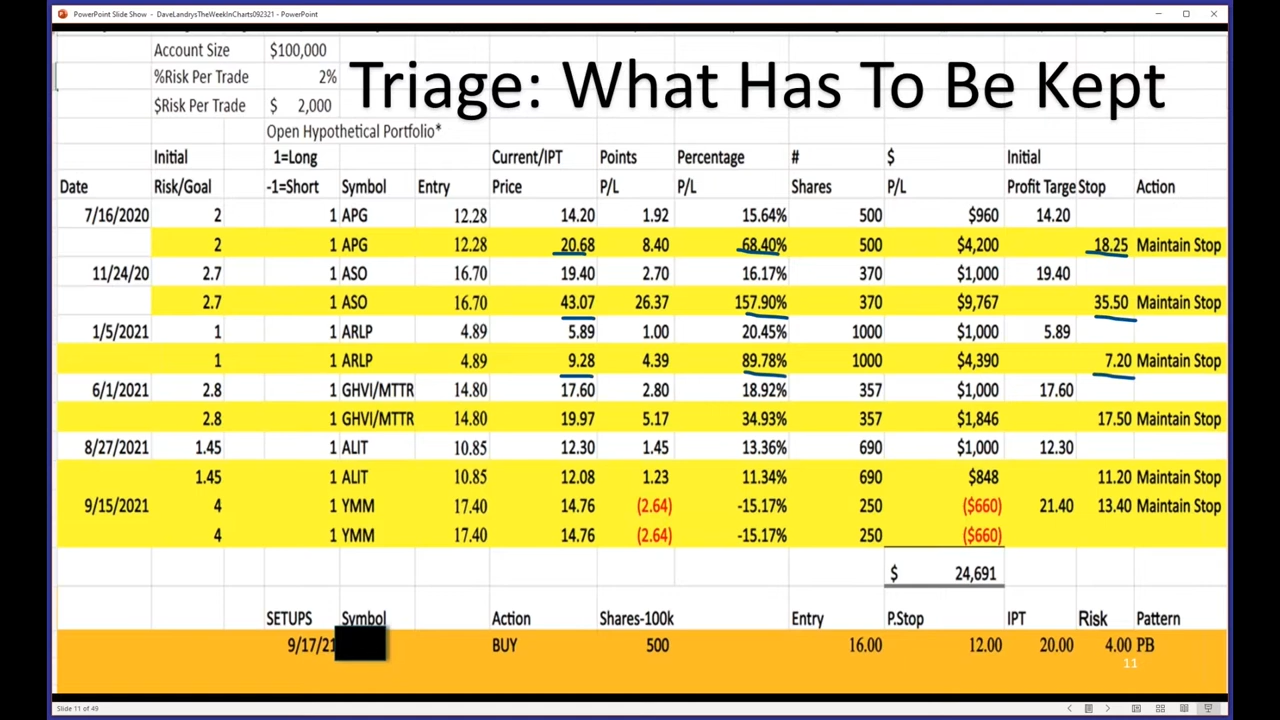 PowerPoint Slide Show - DaveLandrysTheWeekInCharts092321 - PowerPoint
Account Size $100,000
%Risk Per Trade 2%
$Risk Per Trade $ 2,000
Triage: What Has To Be Kept
Open Hypothetical Portfolio*
Initial 1=Long Current/IPT Points Percentage # $ Initial
Date Risk/Goal -1=Short Symbol Entry Price P/L P/L Shares P/L Profit Targe Stop Action
7/16/2020 2 1 APG 12.28 14.20 1.92 15.64% 500 $960 14.20
2 1 APG 12.28 20.68 8.40 68.40% 500 $4,200 18.25 Maintain Stop
11/24/20 2.7 1 ASO 16.70 19.40 2.70 16.17% 370 $1,000 19.40
2.7 1 ASO 16.70 43.07 26.37 157.90% 370 $9,767 35.50 Maintain Stop
1/5/2021 1 1 ARLP 4.89 5.89 1.00 20.45% 1000 $1,000 5.89
1 1 ARLP 4.89 9.28 4.39 89.78% 1000 $4,390 7.20 Maintain Stop
6/1/2021 2.8 1 GHVI/MTTR 14.80 17.60 2.80 18.92% 357 $1,000 17.60
2.8 1 GHVI/MTTR 14.80 19.97 5.17 34.93% 357 $1,846 17.50 Maintain Stop
8/27/2021 1.45 1 ALIT 10.85 12.30 1.45 13.36% 690 $1,000 12.30
1.45 1 ALIT 10.85 12.08 1.23 11.34% 690 $848 11.20 Maintain Stop
9/15/2021 4 1 YMM 17.40 14.76 (2.64) -15.17% 250 ($660) 21.40 13.40 Maintain Stop
4 1 YMM 17.40 14.76 (2.64) -15.17% 250 ($660)
$ 24,691
SETUPS Symbol Action Shares-100k Entry P.Stop IPT Risk Pattern
9/17/21 BUY 500 16.00 12.00 20.00 4.00 PB
11
Slide 11 of 49